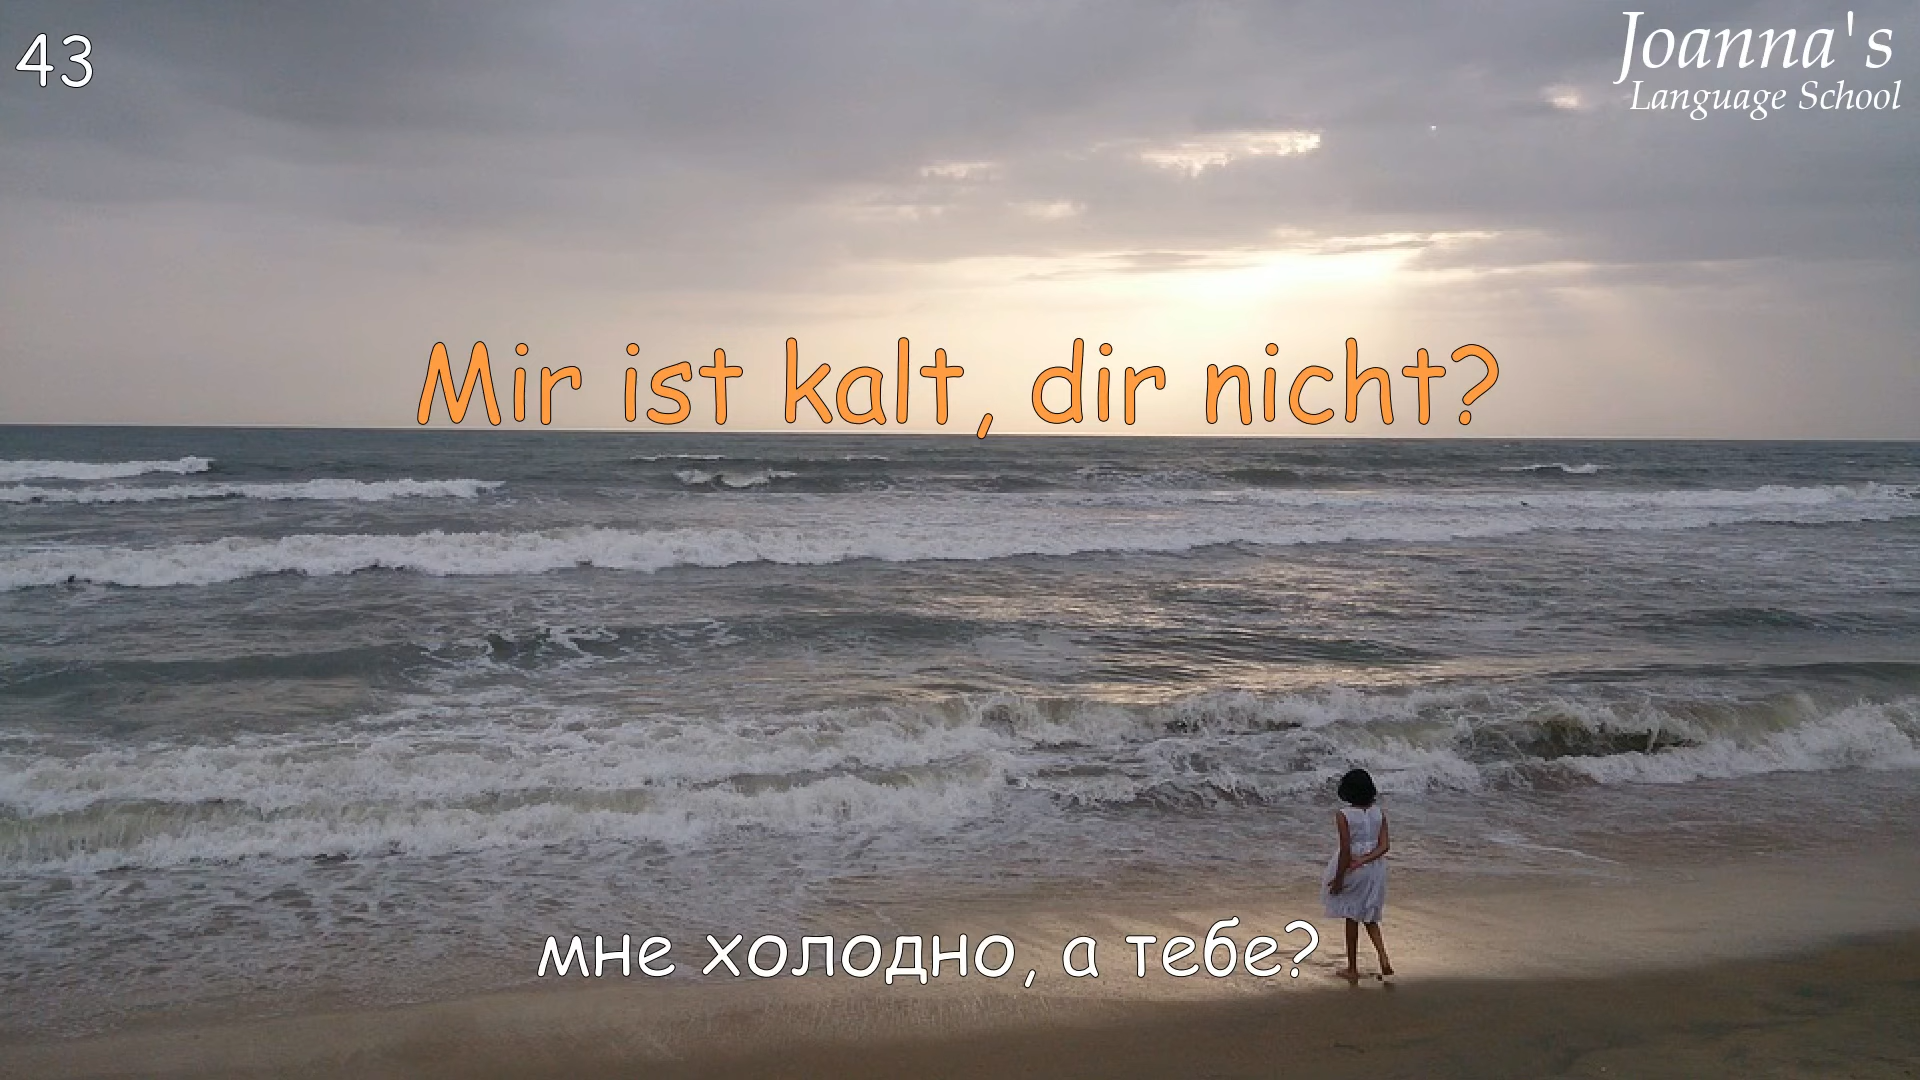 43
Joanna's
Language School
Mir ist kalt, dir nicht?
мне холодно, а тебе?